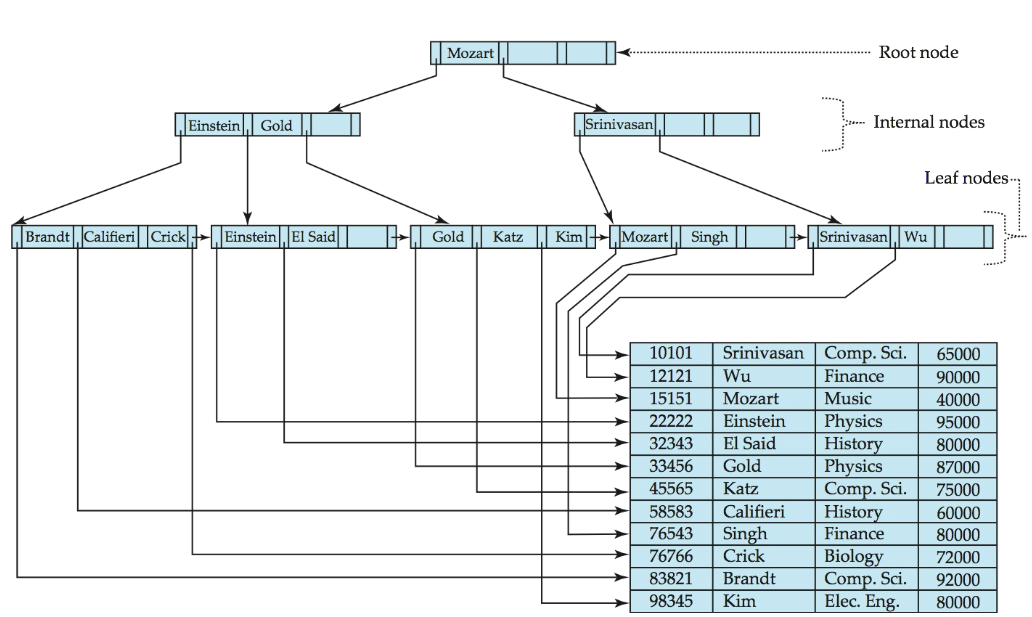 Mozart
Root node
Einstein Gold
Srinivasan
Internal nodes
Leaf nodes
Brandt Califieri Crick
Einstein El Said
Gold Katz Kim
Mozart Singh
Srinivasan Wu
10101 Srinivasan Comp. Sci. 65000
12121 Wu Finance 90000
15151 Mozart Music 40000
22222 Einstein Physics 95000
32343 El Said History 80000
33456 Gold Physics 87000
45565 Katz Comp. Sci. 75000
58583 Califieri History 60000
76543 Singh Finance 80000
76766 Crick Biology 72000
83821 Brandt Comp. Sci. 92000
98345 Kim Elec. Eng. 80000